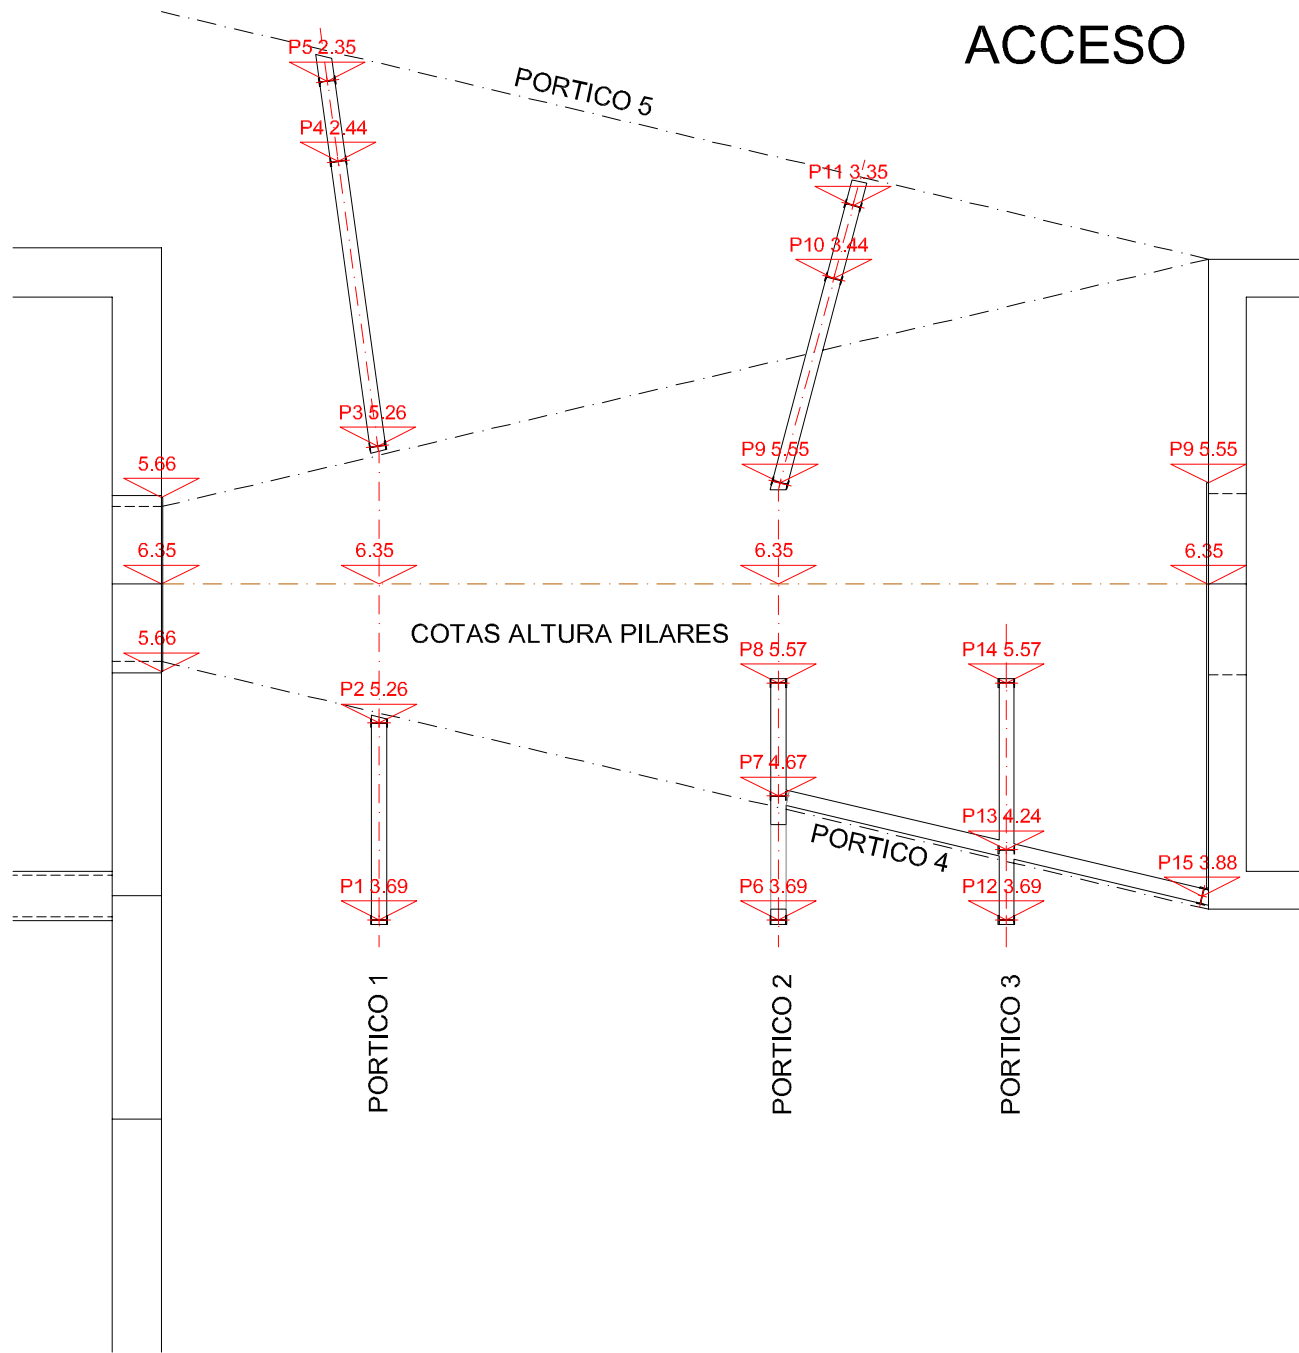 ACCESO
P5 2.35
PORTICO 5
P4 2.44
P11 3.35
P10 3.44
P3 5.26
P9 5.55
P9 5.55
5.66
6.35
6.35
6.35
6.35
COTAS ALTURA PILARES
5.66
P8 5.57
P14 5.57
P2 5.26
P7 4.67
P13 4.24
PORTICO 4
P15 3.88
P1 3.69
P6 3.69
P12 3.69
PORTICO 1
PORTICO 2
PORTICO 3